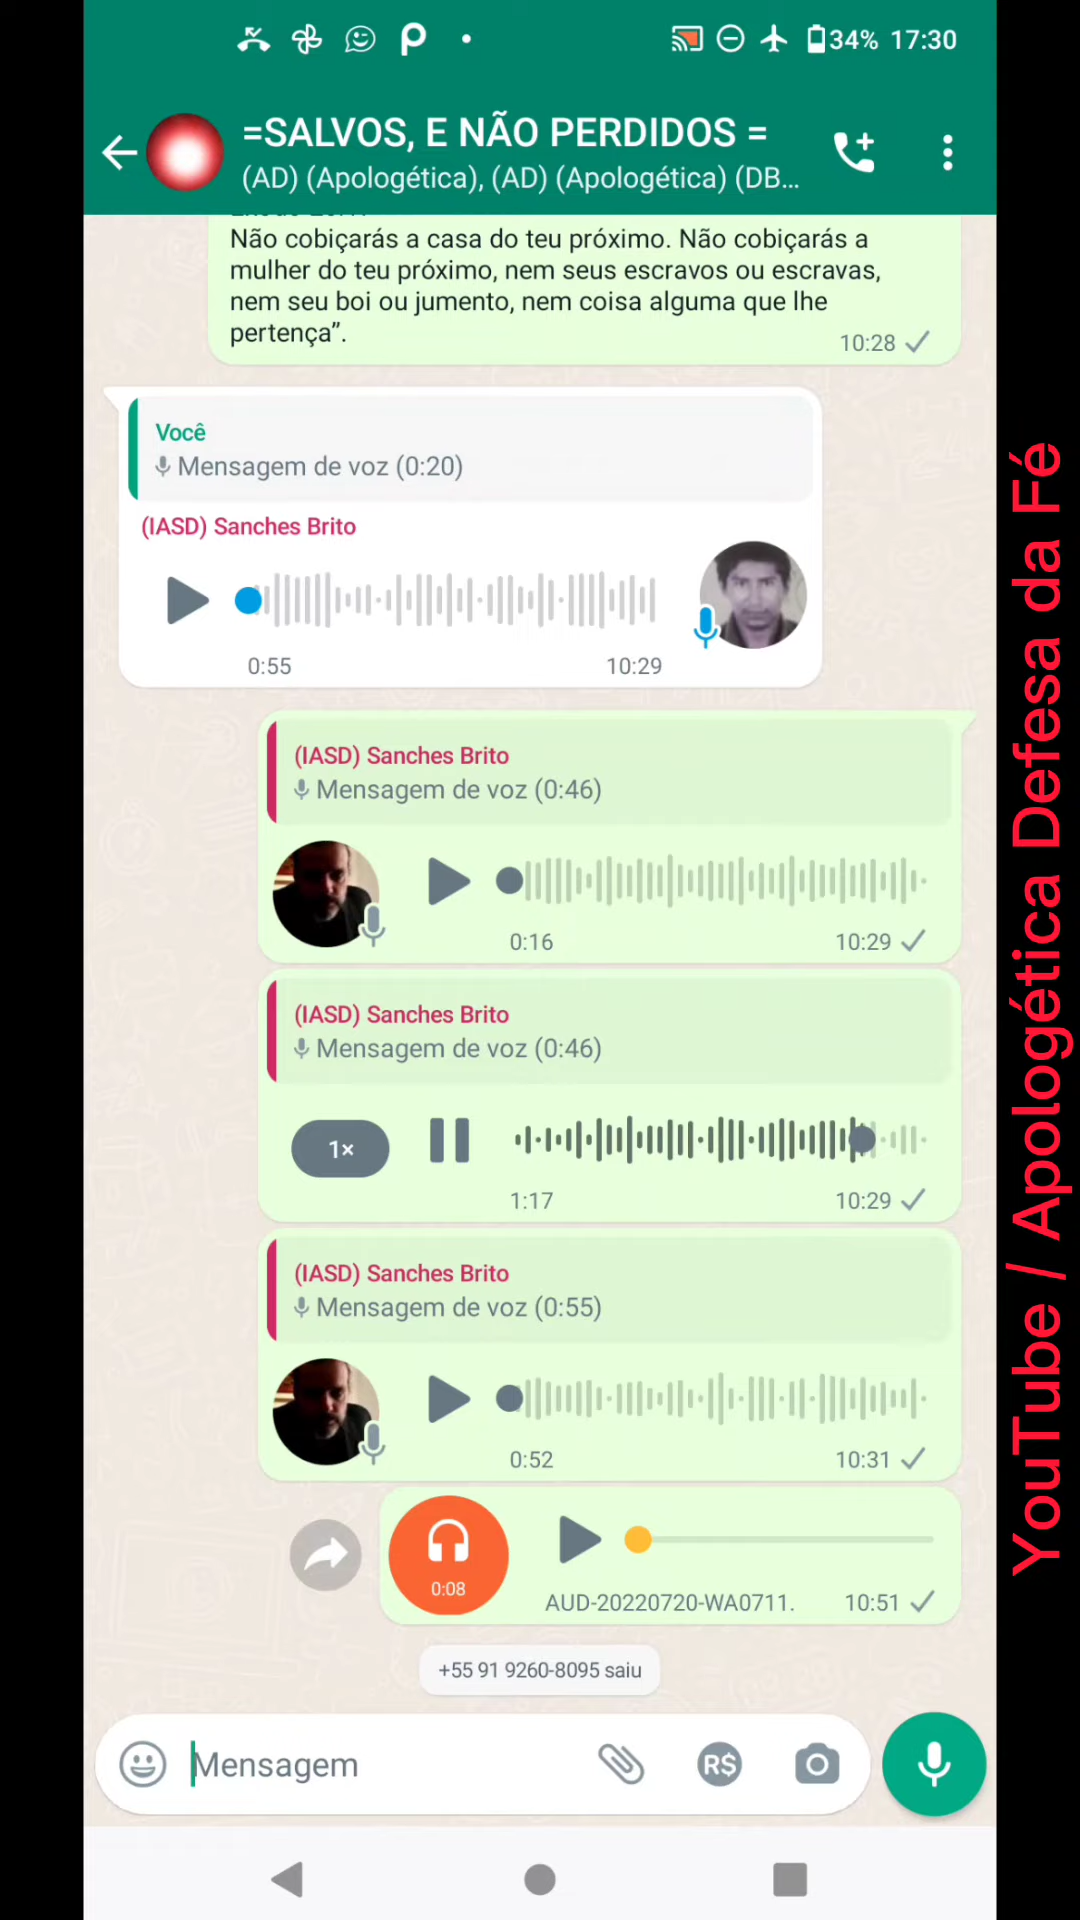 34% 17:30
=SALVOS, E NÃO PERDIDOS =
(AD) (Apologética), (AD) (Apologética) (DB...
Não cobiçarás a casa do teu próximo. Não cobiçarás a
mulher do teu próximo, nem seus escravos ou escravas,
nem seu boi ou jumento, nem coisa alguma que lhe
pertença”.
10:28
Você
Mensagem de voz (0:20)
(IASD) Sanches Brito
0:55 10:29
(IASD) Sanches Brito
Mensagem de voz (0:46)
0:16 10:29
(IASD) Sanches Brito
Mensagem de voz (0:46)
1×
1:17 10:29
(IASD) Sanches Brito
Mensagem de voz (0:55)
0:52 10:31
0:08
AUD-20220720-WA0711. 10:51
+55 91 9260-8095 saiu
Mensagem
R$
YouTube / Apologética Defesa da Fé